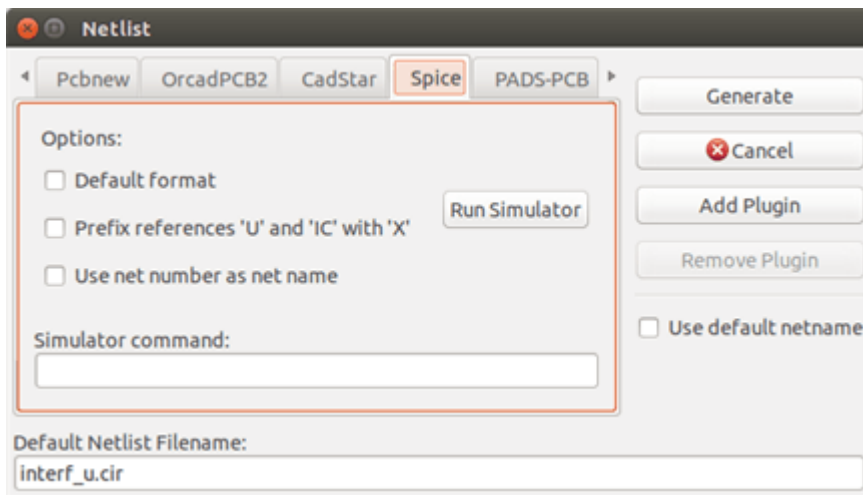 Netlist
Pcbnew OrcadPCB2 CadStar Spice PADS-PCB
Options:
Default format
Prefix references 'U' and 'IC' with 'X'
Use net number as net name
Run Simulator
Simulator command:
Generate
Cancel
Add Plugin
Remove Plugin
Use default netname
Default Netlist Filename:
interf_u.cir